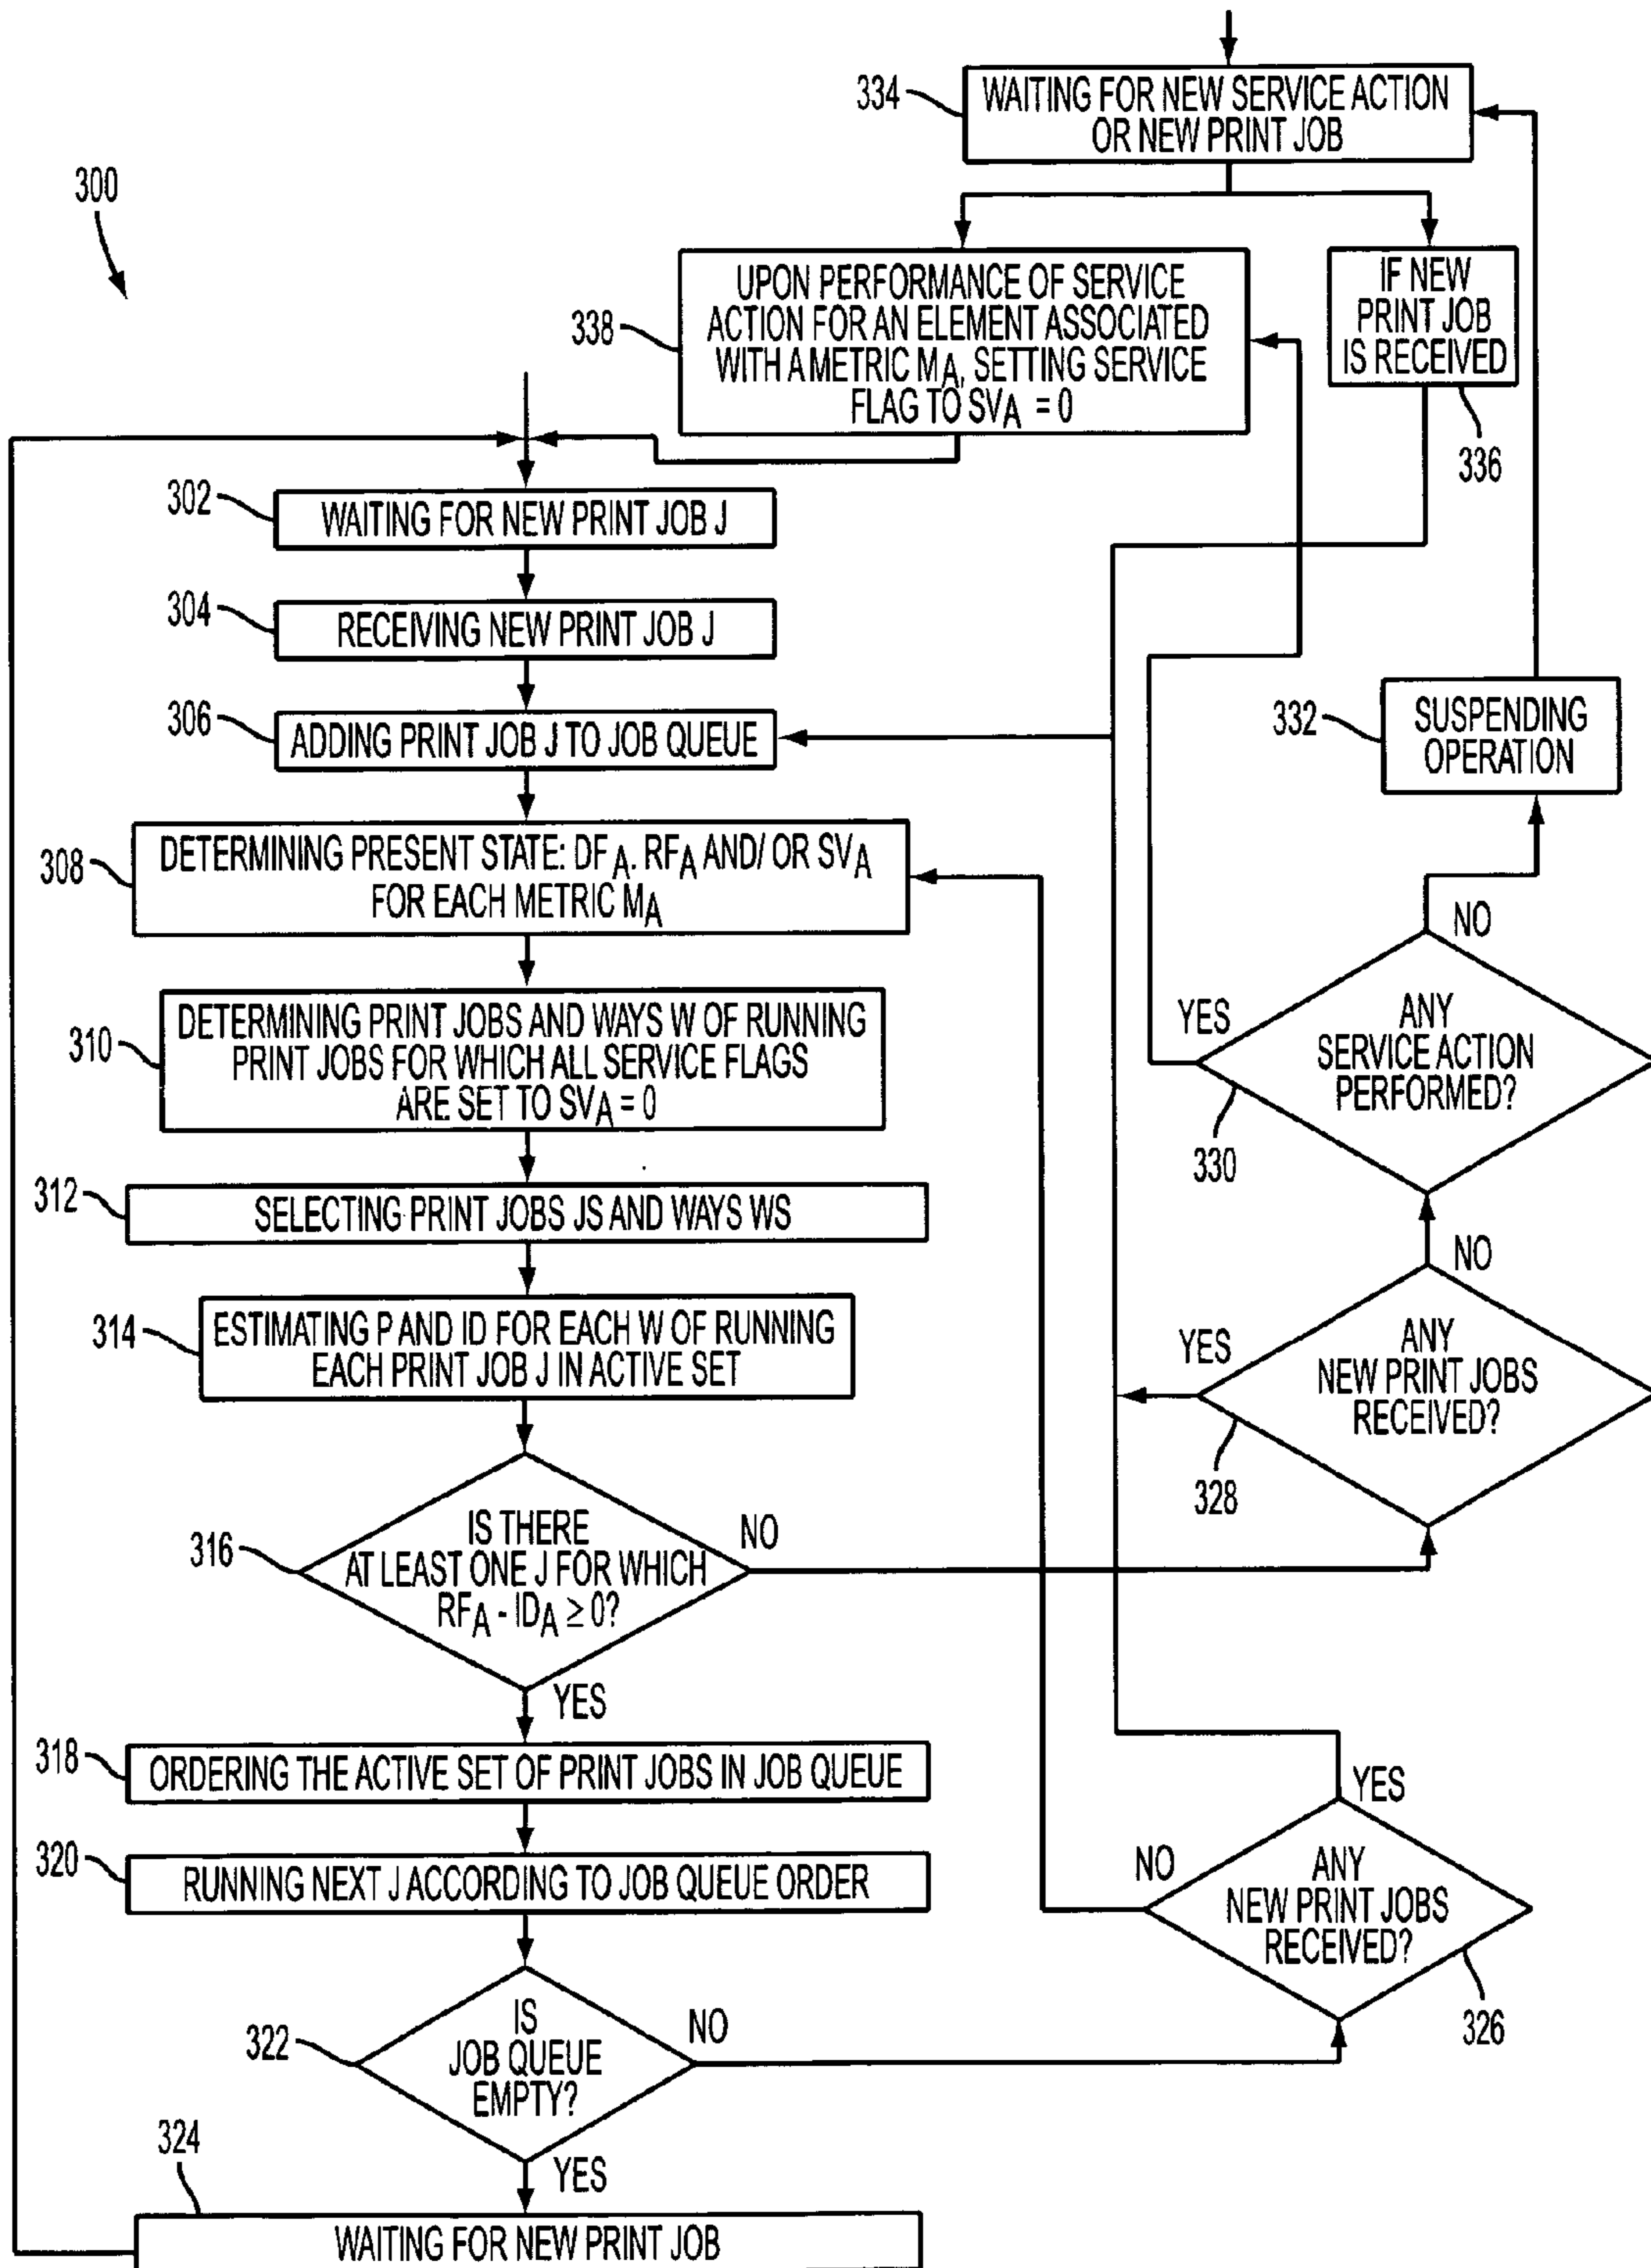 334
WAITING FOR NEW SERVICE ACTION
OR NEW PRINT JOB
300
338
UPON PERFORMANCE OF SERVICE
ACTION FOR AN ELEMENT ASSOCIATED
WITH A METRIC MA, SETTING SERVICE
FLAG TO SVA = 0
IF NEW
PRINT JOB
IS RECEIVED
336
302
WAITING FOR NEW PRINT JOB J
304
RECEIVING NEW PRINT JOB J
306
ADDING PRINT JOB J TO JOB QUEUE
332
SUSPENDING
OPERATION
308
DETERMINING PRESENT STATE: DFA. RFA AND/ OR SVA
FOR EACH METRIC MA
NO
YES
ANY
SERVICE ACTION
PERFORMED?
330
310
DETERMINING PRINT JOBS AND WAYS W OF RUNNING
PRINT JOBS FOR WHICH ALL SERVICE FLAGS
ARE SET TO SVA = 0
312
SELECTING PRINT JOBS JS AND WAYS WS
NO
YES
ANY
NEW PRINT JOBS
RECEIVED?
328
314
ESTIMATING P AND ID FOR EACH W OF RUNNING
EACH PRINT JOB J IN ACTIVE SET
316
IS THERE
AT LEAST ONE J FOR WHICH
RFA - IDA ≥ 0?
NO
YES
318
ORDERING THE ACTIVE SET OF PRINT JOBS IN JOB QUEUE
YES
320
RUNNING NEXT J ACCORDING TO JOB QUEUE ORDER
NO
ANY
NEW PRINT JOBS
RECEIVED?
326
322
IS
JOB QUEUE
EMPTY?
NO
YES
324
WAITING FOR NEW PRINT JOB